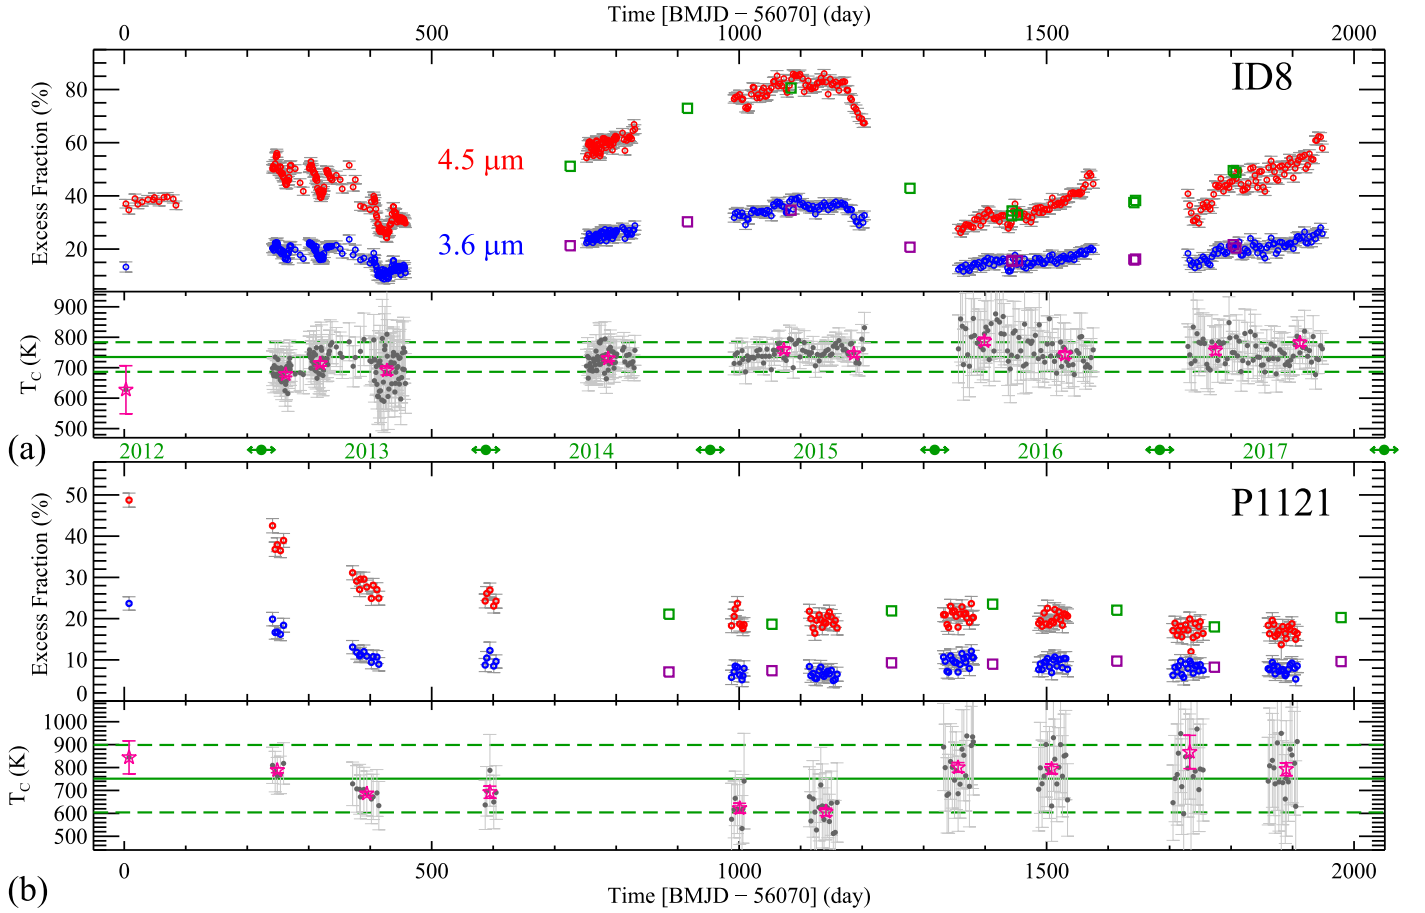 Time [BMJD − 56070] (day)
0 500 1000 1500 2000
ID8
Excess Fraction (%)
80
60
40
20
4.5 μm
3.6 μm
T_C (K)
900
800
700
600
500
(a)
2012 2013 2014 2015 2016 2017
P1121
Excess Fraction (%)
50
40
30
20
10
0
T_C (K)
1000
900
800
700
600
500
0 500 1000 1500 2000
(b)
Time [BMJD − 56070] (day)